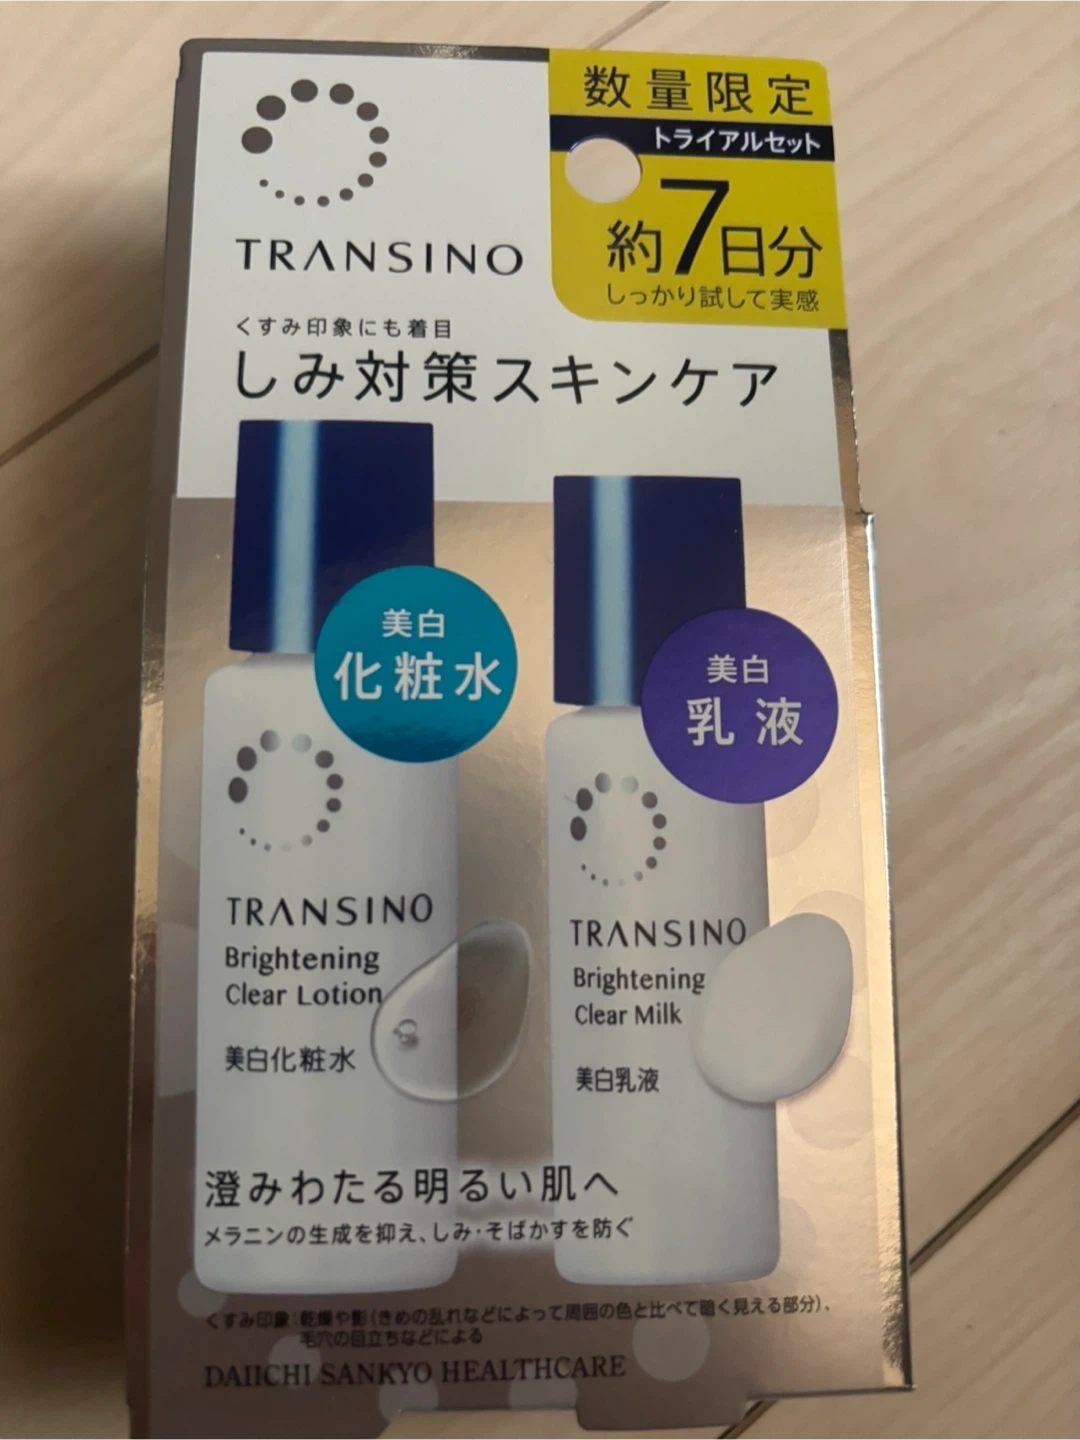 数量限定
トライアルセット
約7日分
しっかり試して実感
TRANSINO
くすみ印象にも着目
しみ対策スキンケア
美白
化粧水
美白
乳液
TRANSINO
Brightening
Clear Lotion
美白化粧水
TRANSINO
Brightening
Clear Milk
美白乳液
澄みわたる明るい肌へ
メラニンの生成を抑え、しみ・そばかすを防ぐ
くすみ印象：乾燥や影（きめの乱れなどによって周囲の色と比べて暗く見える部分）、
毛穴の目立ちなどによる
DAIICHI SANKYO HEALTHCARE